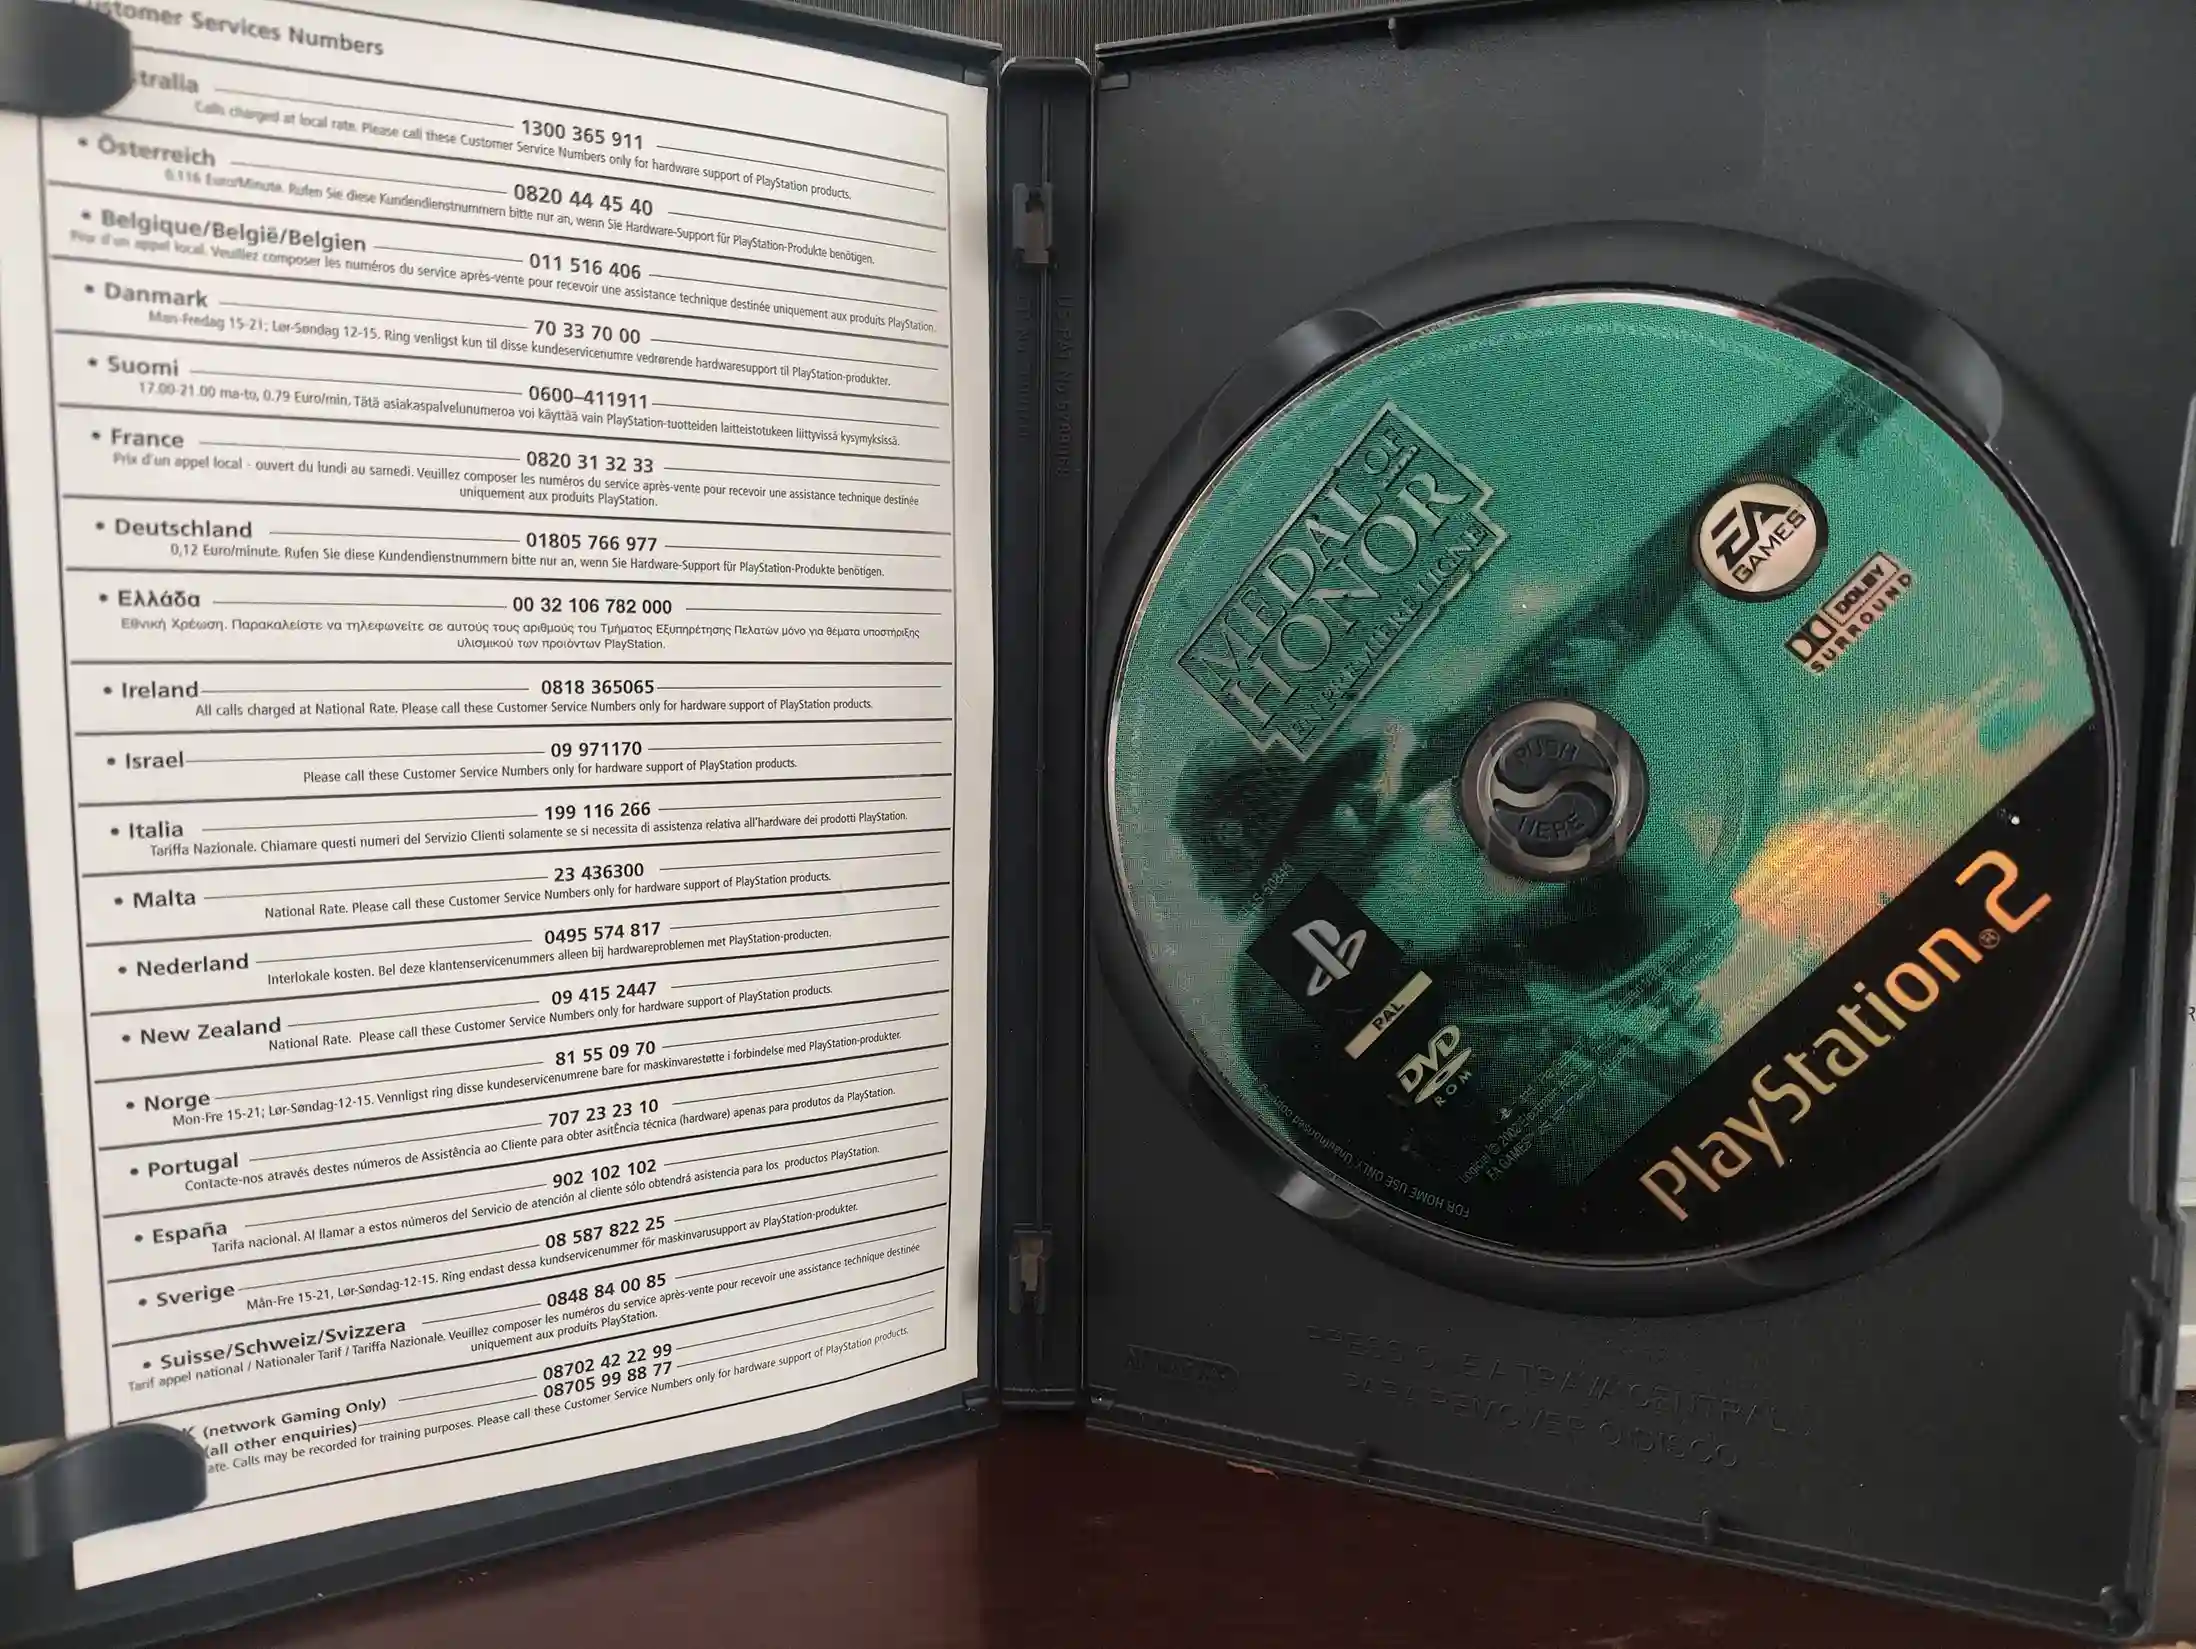 ustomer Services Numbers
tralia 1300 365 911
Calls charged at local rate. Please call these Customer Service Numbers only for hardware support of PlayStation products.
• Österreich 0820 44 45 40
0.116 Euro/Minute. Rufen Sie diese Kundendienstnummern bitte nur an, wenn Sie Hardware-Support für PlayStation-Produkte benötigen.
• Belgique/België/Belgien 011 516 406
Prix d'un appel local. Veuillez composer les numéros du service après-vente pour recevoir une assistance technique destinée uniquement aux produits PlayStation.
• Danmark 70 33 70 00
Man-Fredag 15-21; Lør-Søndag 12-15. Ring venligst kun til disse kundeservicenumre vedrørende hardwaresupport til PlayStation-produkter.
• Suomi 0600–411911
17.00-21.00 ma-to, 0.79 Euro/min. Tätä asiakaspalvelunumeroa voi käyttää vain PlayStation-tuotteiden laitteistotukeen liittyvissä kysymyksissä.
• France 0820 31 32 33
Prix d'un appel local - ouvert du lundi au samedi. Veuillez composer les numéros du service après-vente pour recevoir une assistance technique destinée
uniquement aux produits PlayStation.
• Deutschland 01805 766 977
0,12 Euro/minute. Rufen Sie diese Kundendienstnummern bitte nur an, wenn Sie Hardware-Support für PlayStation-Produkte benötigen.
• Ελλάδα 00 32 106 782 000
Εθνική Χρέωση. Παρακαλείστε να τηλεφωνείτε σε αυτούς τους αριθμούς του Τμήματος Εξυπηρέτησης Πελατών μόνο για θέματα υποστήριξης
υλισμικού των προϊόντων PlayStation.
• Ireland 0818 365065
All calls charged at National Rate. Please call these Customer Service Numbers only for hardware support of PlayStation products.
• Israel 09 971170
Please call these Customer Service Numbers only for hardware support of PlayStation products.
• Italia 199 116 266
Tariffa Nazionale. Chiamare questi numeri del Servizio Clienti solamente se si necessita di assistenza relativa all'hardware dei prodotti PlayStation.
• Malta 23 436300
National Rate. Please call these Customer Service Numbers only for hardware support of PlayStation products.
• Nederland 0495 574 817
Interlokale kosten. Bel deze klantenservicenummers alleen bij hardwareproblemen met PlayStation-producten.
• New Zealand 09 415 2447
National Rate. Please call these Customer Service Numbers only for hardware support of PlayStation products.
• Norge 81 55 09 70
Mon-Fre 15-21; Lør-Søndag-12-15. Vennligst ring disse kundeservicenumrene bare for maskinvarestøtte i forbindelse med PlayStation-produkter.
• Portugal 707 23 23 10
Contacte-nos através destes números de Assistência ao Cliente para obter asitÊncia técnica (hardware) apenas para produtos da PlayStation.
• España 902 102 102
Tarifa nacional. Al llamar a estos números del Servicio de atención al cliente sólo obtendrá asistencia para los productos PlayStation.
• Sverige 08 587 822 25
Mån-Fre 15-21, Lør-Søndag-12-15. Ring endast dessa kundservicenummer för maskinvarusupport av PlayStation-produkter.
• Suisse/Schweiz/Svizzera 0848 84 00 85
Tarif appel national / Nationaler Tarif / Tariffa Nazionale. Veuillez composer les numéros du service après-vente pour recevoir une assistance technique destinée
uniquement aux produits PlayStation.
K (network Gaming Only) 08702 42 22 99
(all other enquiries) 08705 99 88 77
ate. Calls may be recorded for training purposes. Please call these Customer Service Numbers only for hardware support of PlayStation products.
MEDAL OF
HONOR
EN PREMIERE LIGNE
EA
GAMES
DOLBY
SURROUND
PUSH
HERE
PAL
DVD
ROM
PlayStation®2
FOR HOME USE ONLY. Unauthorised
PRESSIONE A TRAVA CENTRAL
PARA REMOVER O DISCO